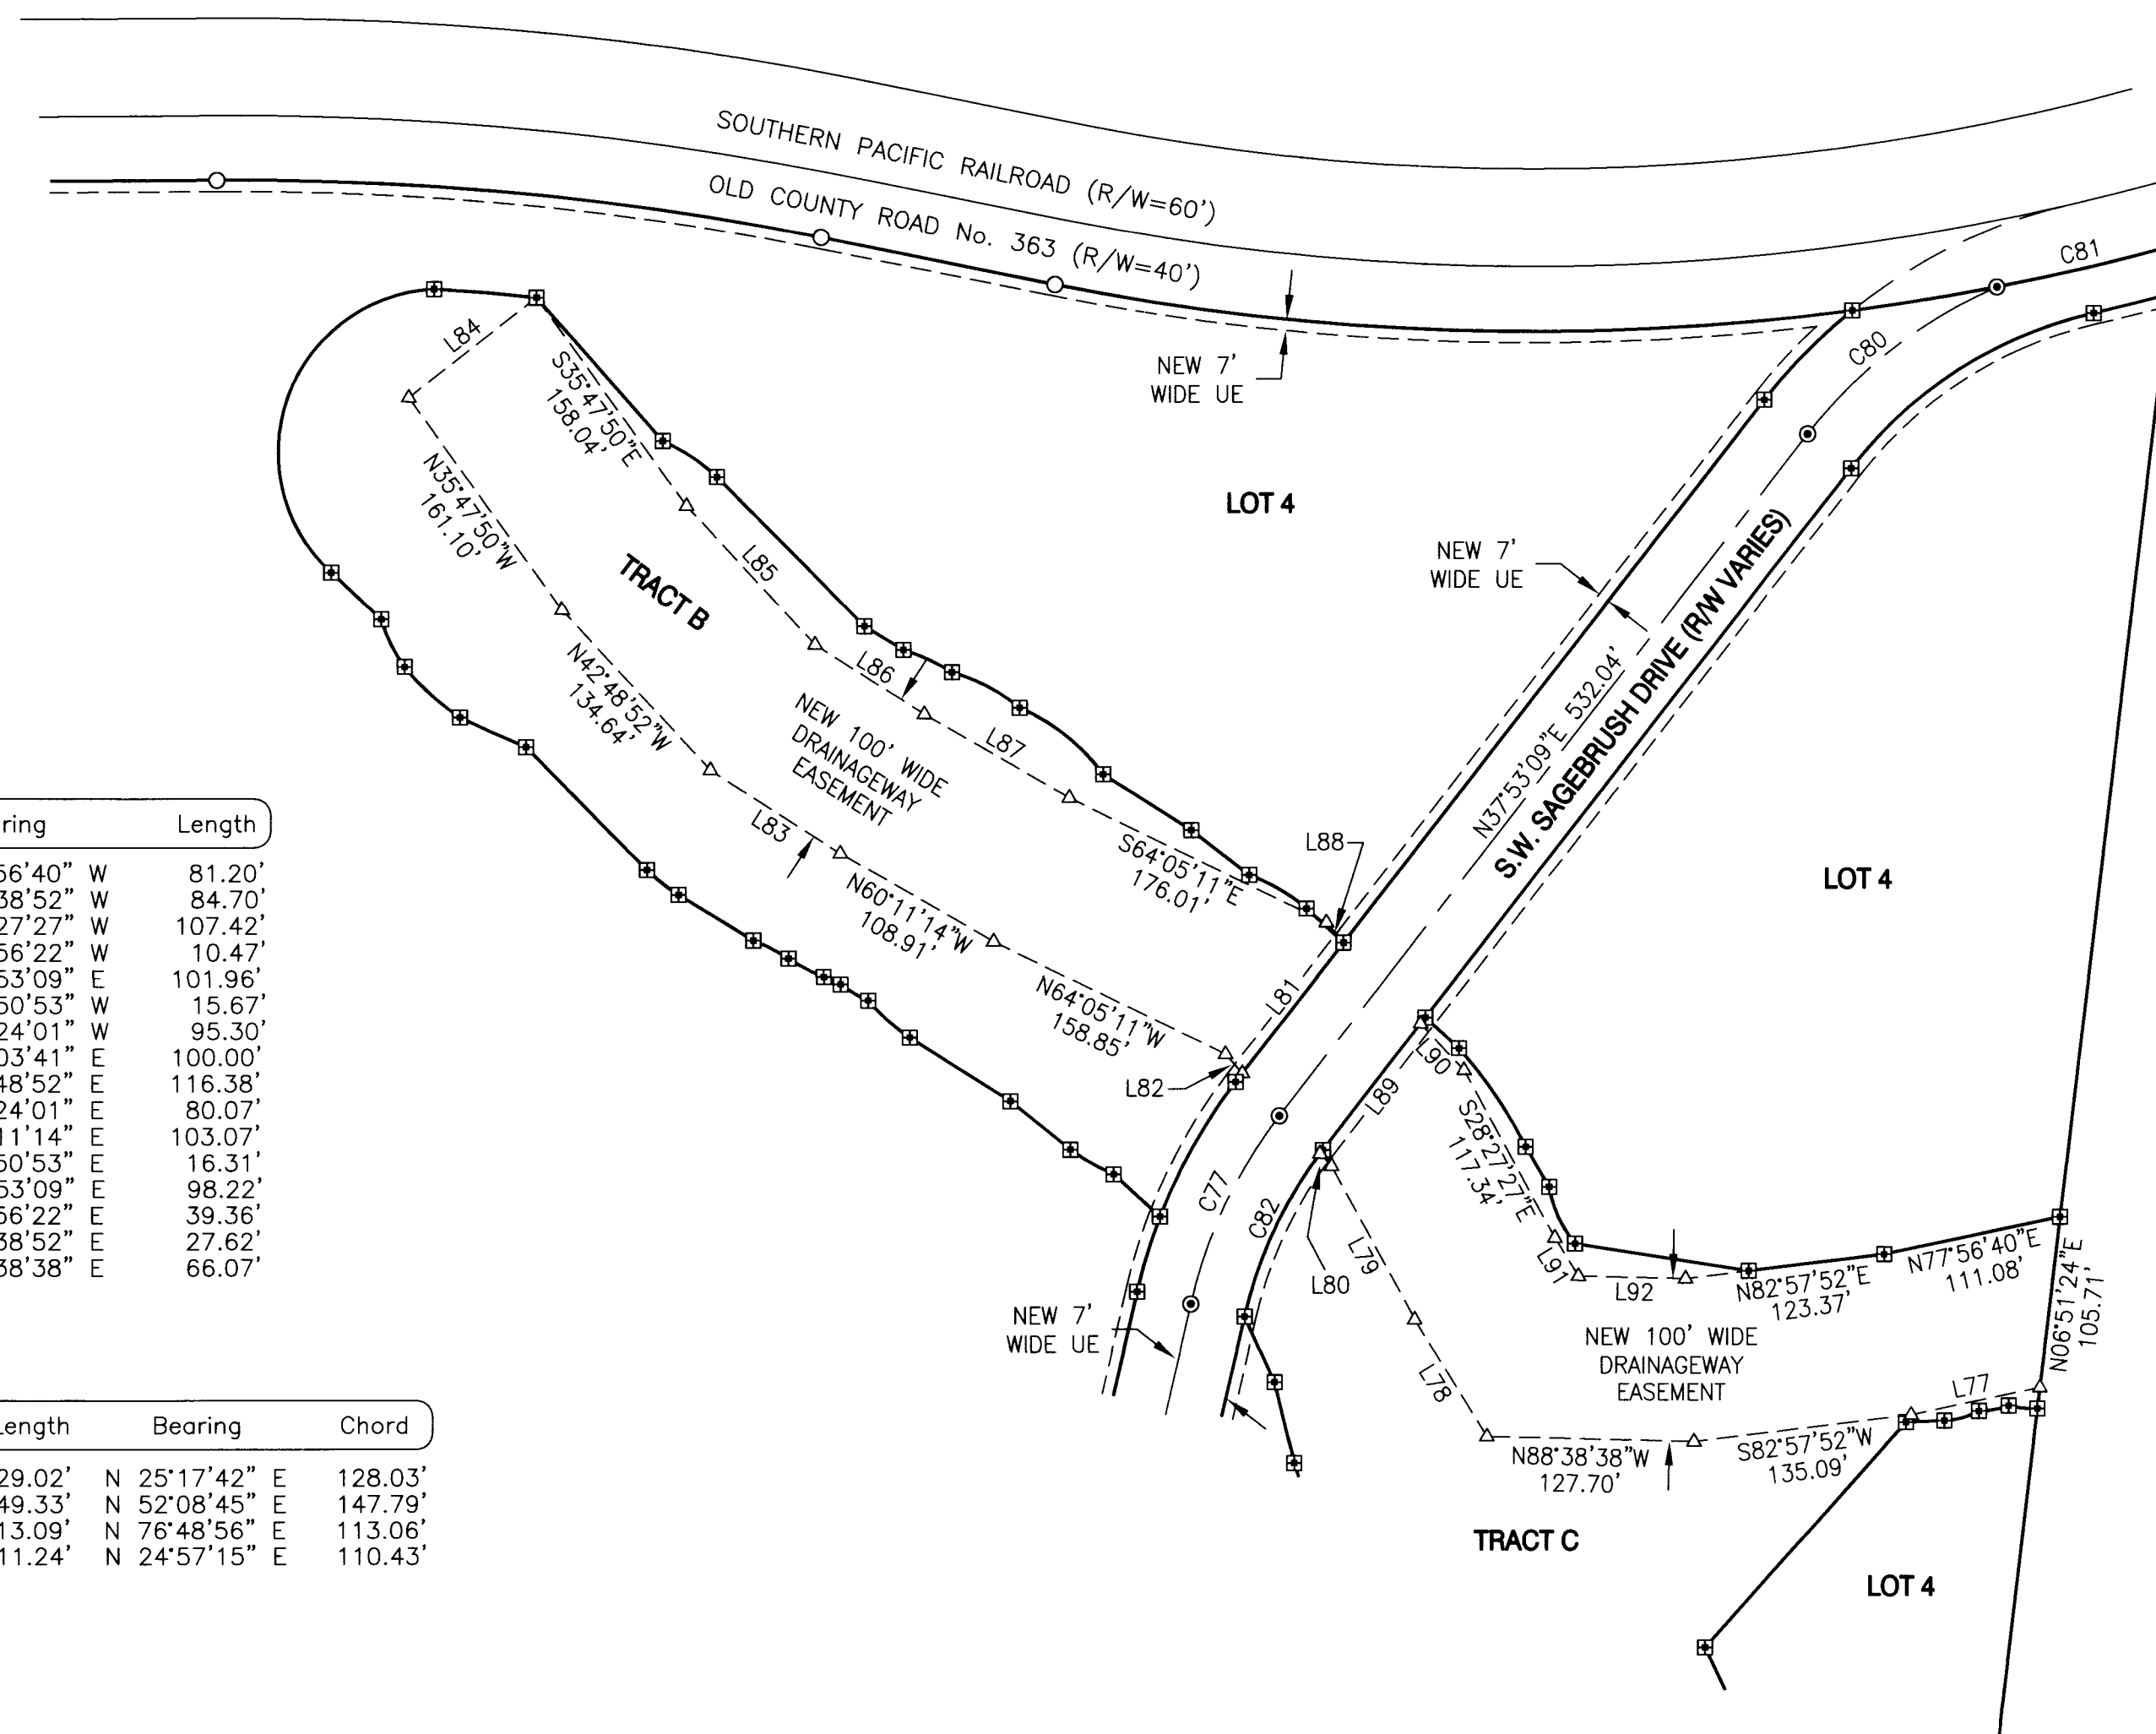 SOUTHERN PACIFIC RAILROAD (R/W=60')
OLD COUNTY ROAD No. 363 (R/W=40')
C81
C80
NEW 7'
WIDE UE
L84
S35°47'50"E
158.04'
N35°47'50"W
161.10'
LOT 4
L85
TRACT B
NEW 7'
WIDE UE
S.W. SAGEBRUSH DRIVE (R/W VARIES)
N37°53'09"E 532.04'
L86
N42°48'52"W
134.64'
NEW 100' WIDE
DRAINAGEWAY
EASEMENT
L87
L83
S64°05'11"E
176.01'
L88
LOT 4
N60°11'14"W
108.91'
N64°05'11"W
158.85'
L81
L82
L90
L89
S28°27'27"E
117.34'
C77
C82
L79
L80
L91
L92
N82°57'52"E
123.37'
N77°56'40"E
111.08'
N06°51'24"E
105.71'
NEW 7'
WIDE UE
NEW 100' WIDE
DRAINAGEWAY
EASEMENT
L78
L77
N88°38'38"W
127.70'
S82°57'52"W
135.09'
TRACT C
LOT 4
ring Length
56'40" W 81.20'
38'52" W 84.70'
27'27" W 107.42'
56'22" W 10.47'
53'09" E 101.96'
50'53" W 15.67'
24'01" W 95.30'
03'41" E 100.00'
48'52" E 116.38'
24'01" E 80.07'
11'14" E 103.07'
50'53" E 16.31'
53'09" E 98.22'
56'22" E 39.36'
38'52" E 27.62'
38'38" E 66.07'
Length Bearing Chord
29.02' N 25°17'42" E 128.03'
49.33' N 52°08'45" E 147.79'
13.09' N 76°48'56" E 113.06'
11.24' N 24°57'15" E 110.43'